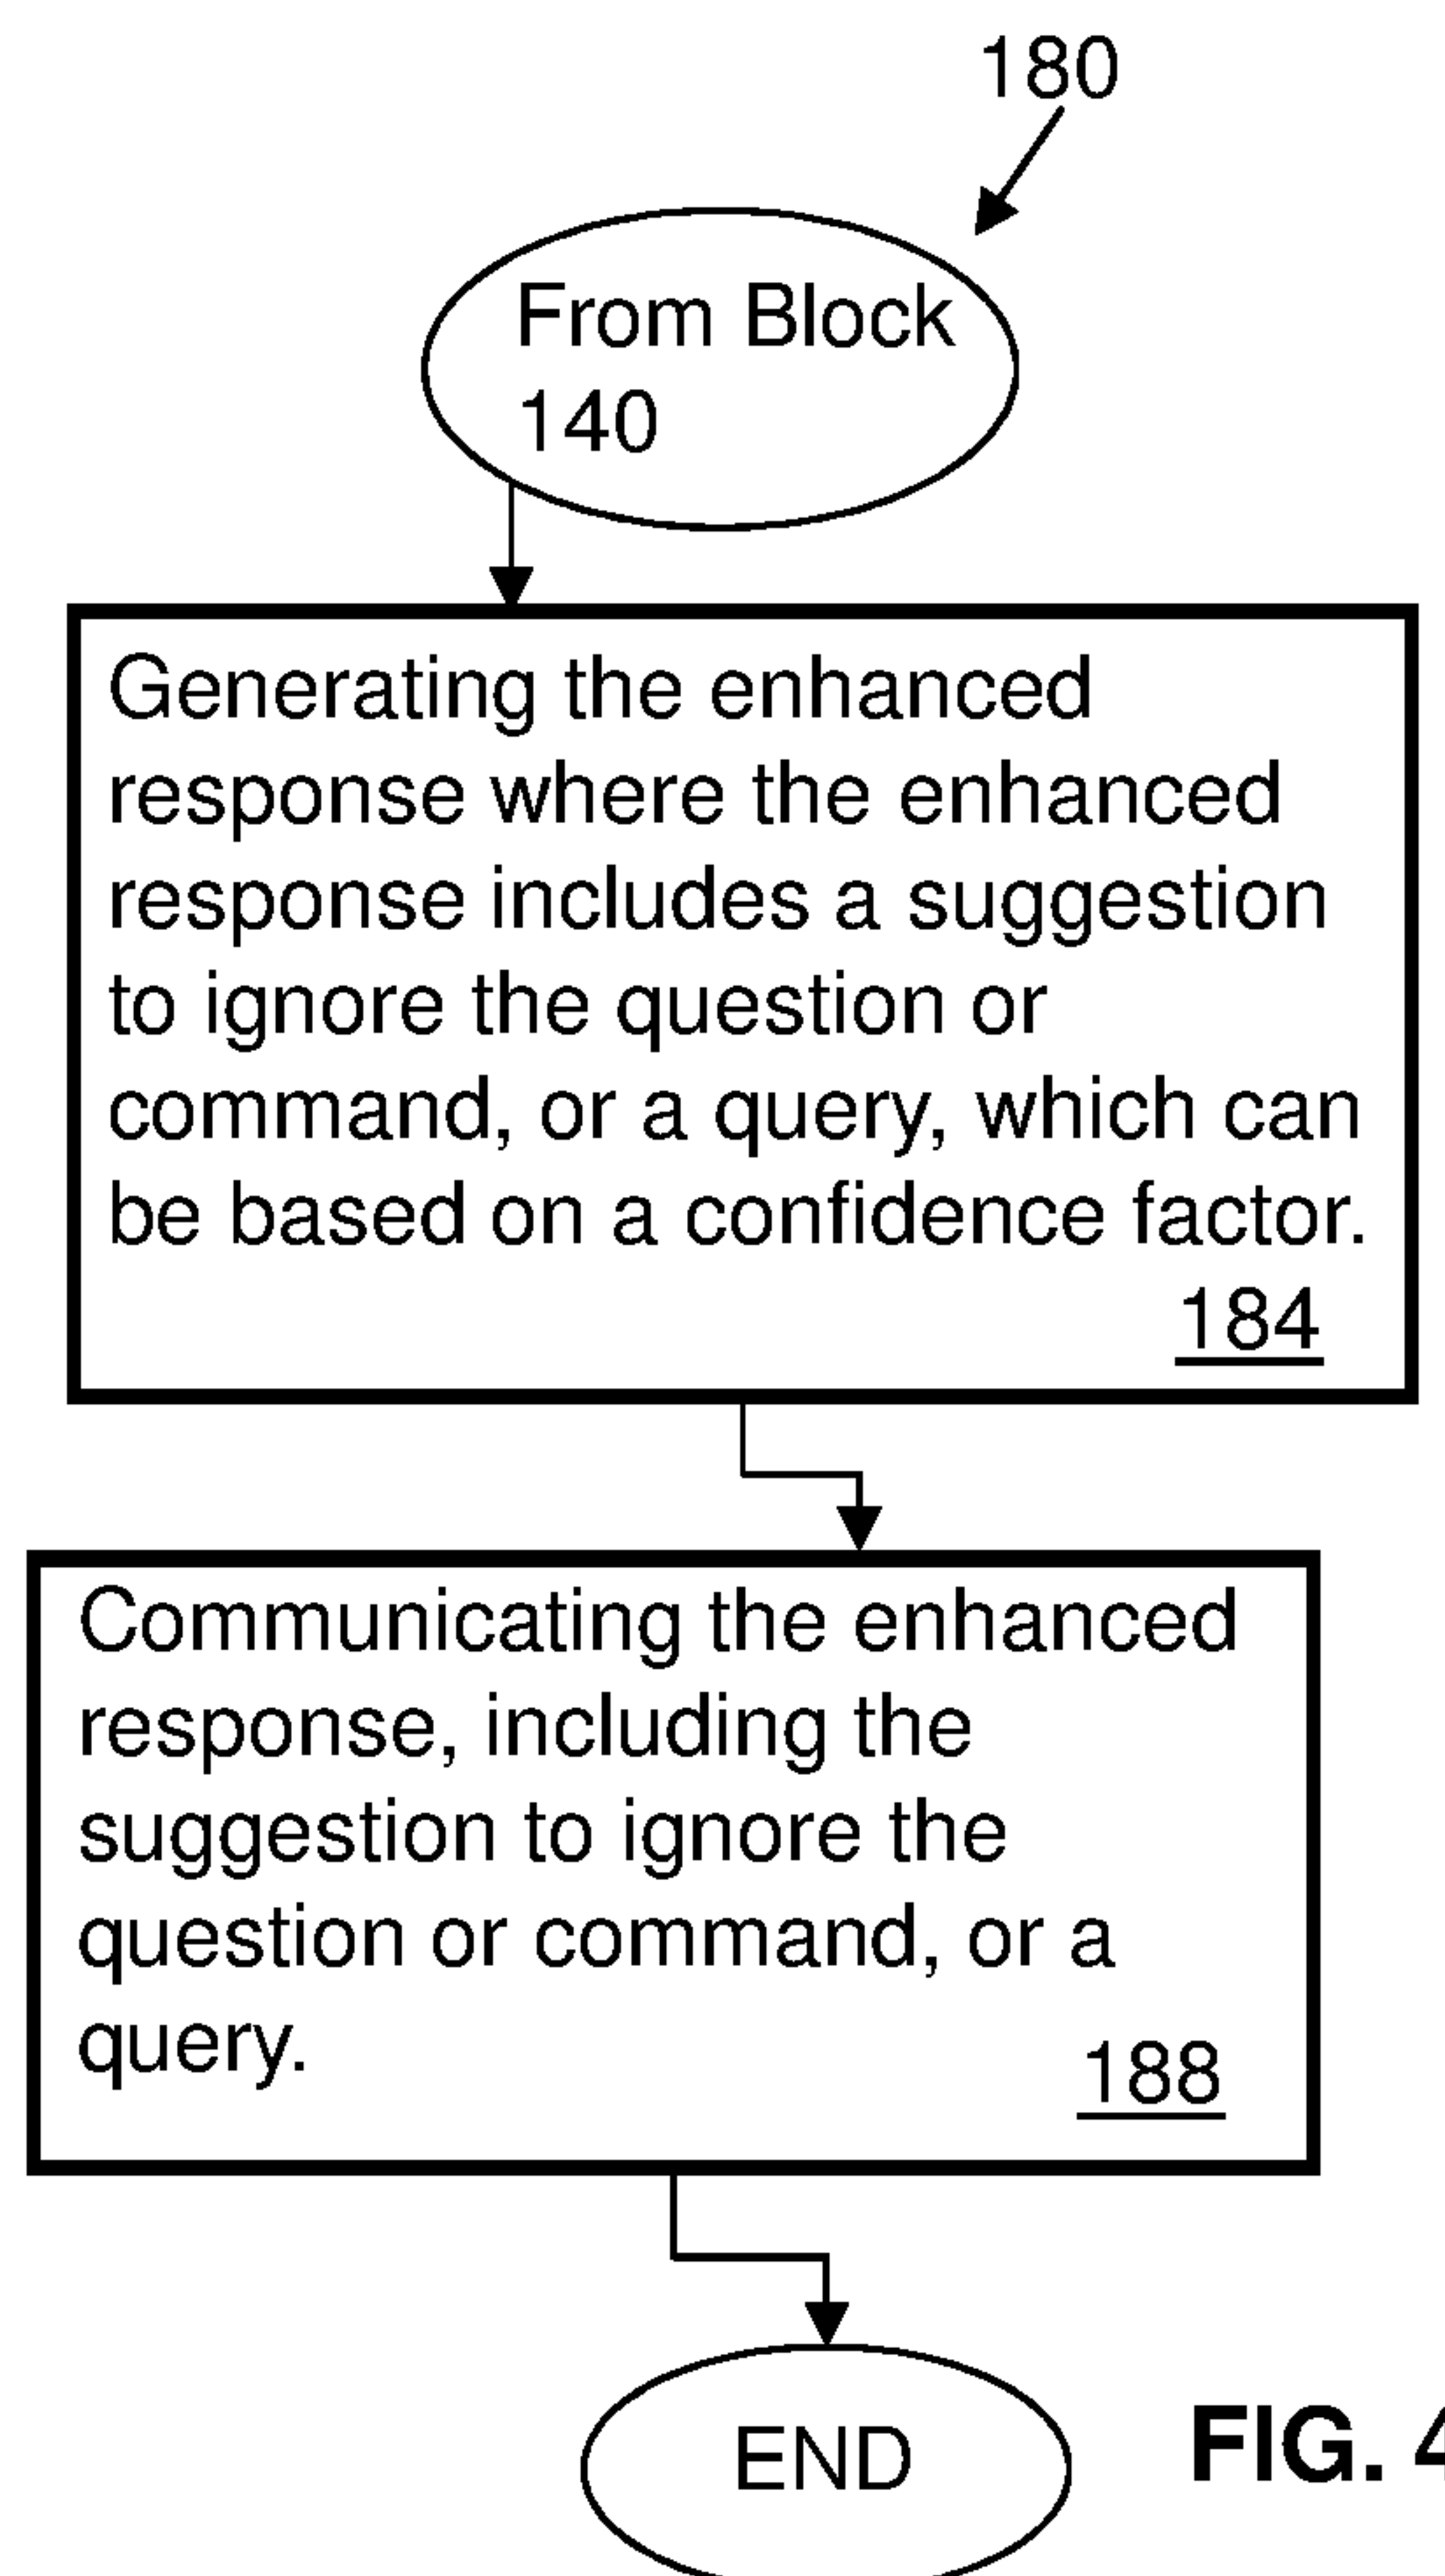 180
From Block
140
Generating the enhanced
response where the enhanced
response includes a suggestion
to ignore the question or
command, or a query, which can
be based on a confidence factor.
184
Communicating the enhanced
response, including the
suggestion to ignore the
question or command, or a
query.
188
END
FIG. 4